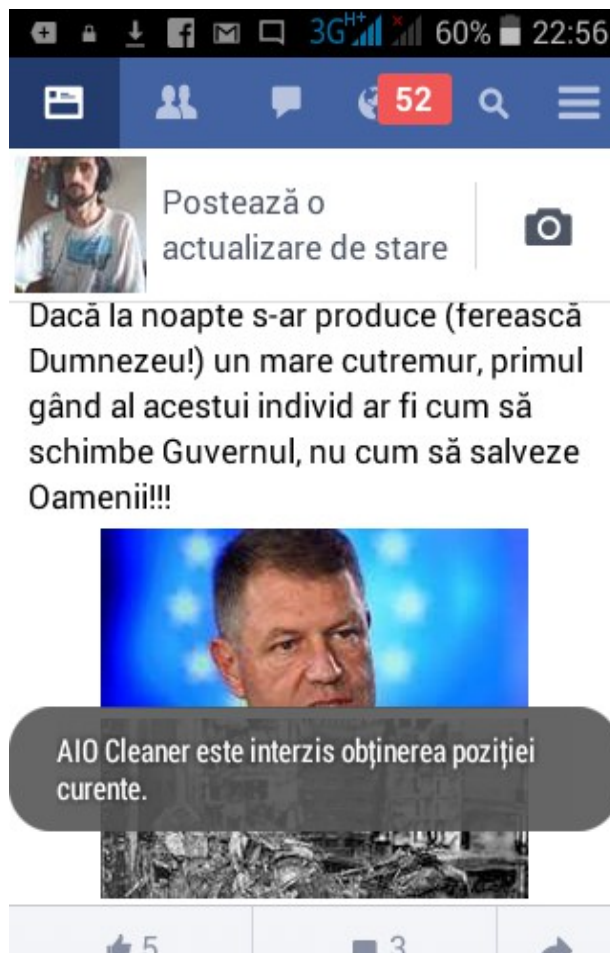 3G H+ 60% 22:56
52
Postează o
actualizare de stare
Dacă la noapte s-ar produce (ferească
Dumnezeu!) un mare cutremur, primul
gând al acestui individ ar fi cum să
schimbe Guvernul, nu cum să salveze
Oamenii!!!
AIO Cleaner este interzis obținerea poziției
curente.
5 3